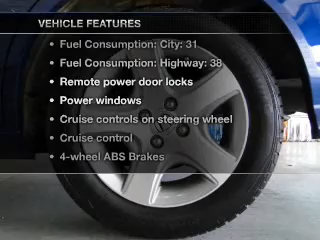 VEHICLE FEATURES
• Fuel Consumption: City: 31
• Fuel Consumption: Highway: 38
• Remote power door locks
• Power windows
• Cruise controls on steering wheel
• Cruise control
• 4-wheel ABS Brakes